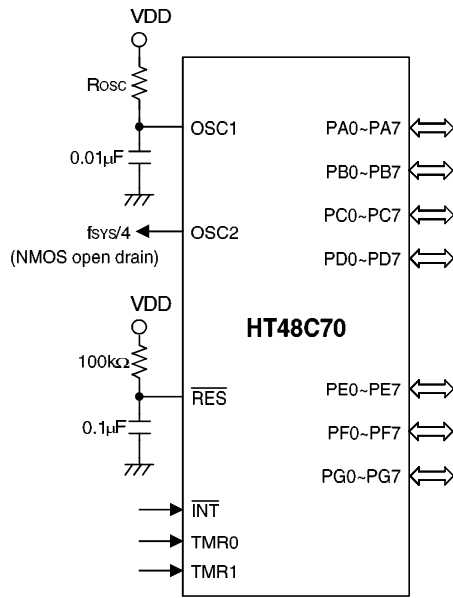 VDD
ROSC
OSC1
0.01µF
fSYS/4
OSC2
(NMOS open drain)
VDD
100kΩ
RES
0.1µF
INT
TMR0
TMR1
HT48C70
PA0~PA7
PB0~PB7
PC0~PC7
PD0~PD7
PE0~PE7
PF0~PF7
PG0~PG7